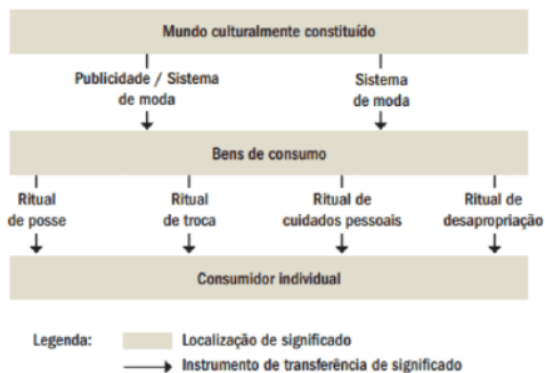 Mundo culturalmente constituído
Publicidade / Sistema
de moda
Sistema
de moda
Bens de consumo
Ritual
de posse
Ritual
de troca
Ritual de
cuidados pessoais
Ritual de
desapropriação
Consumidor individual
Legenda:
Localização de significado
Instrumento de transferência de significado